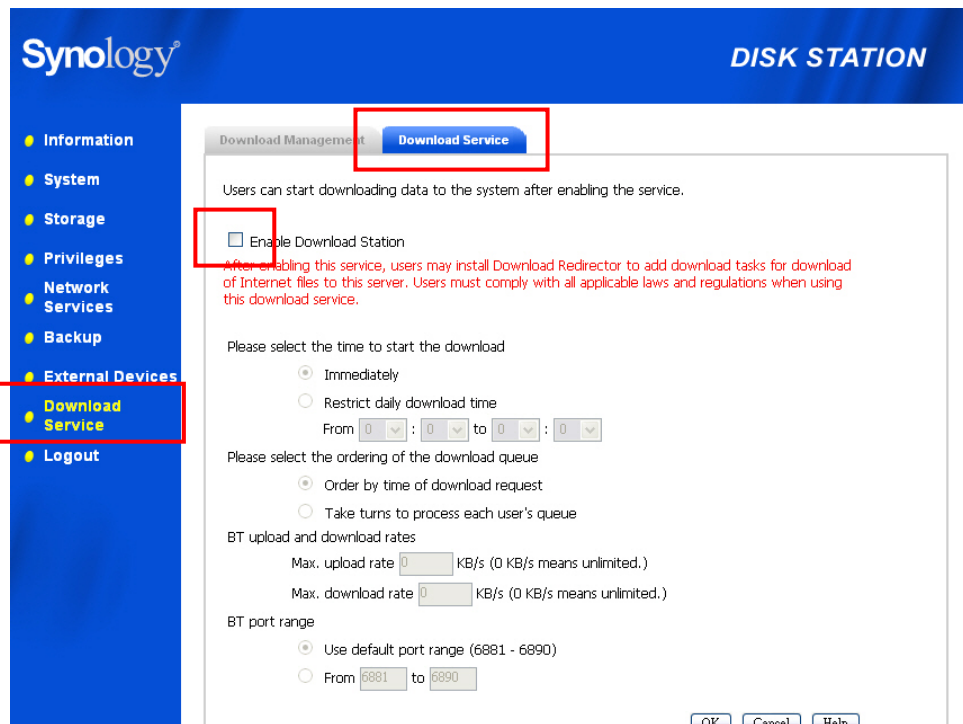 Synology
DISK STATION
Information
System
Storage
Privileges
Network
Services
Backup
External Devices
Download
Service
Logout
Download Management
Download Service
Users can start downloading data to the system after enabling the service.
Enable Download Station
After enabling this service, users may install Download Redirector to add download tasks for download
of Internet files to this server. Users must comply with all applicable laws and regulations when using
this download service.
Please select the time to start the download
Immediately
Restrict daily download time
From 0 : 0 to 0 : 0
Please select the ordering of the download queue
Order by time of download request
Take turns to process each user's queue
BT upload and download rates
Max. upload rate 0 KB/s (0 KB/s means unlimited.)
Max. download rate 0 KB/s (0 KB/s means unlimited.)
BT port range
Use default port range (6881 - 6890)
From 6881 to 6890
OK Cancel Help